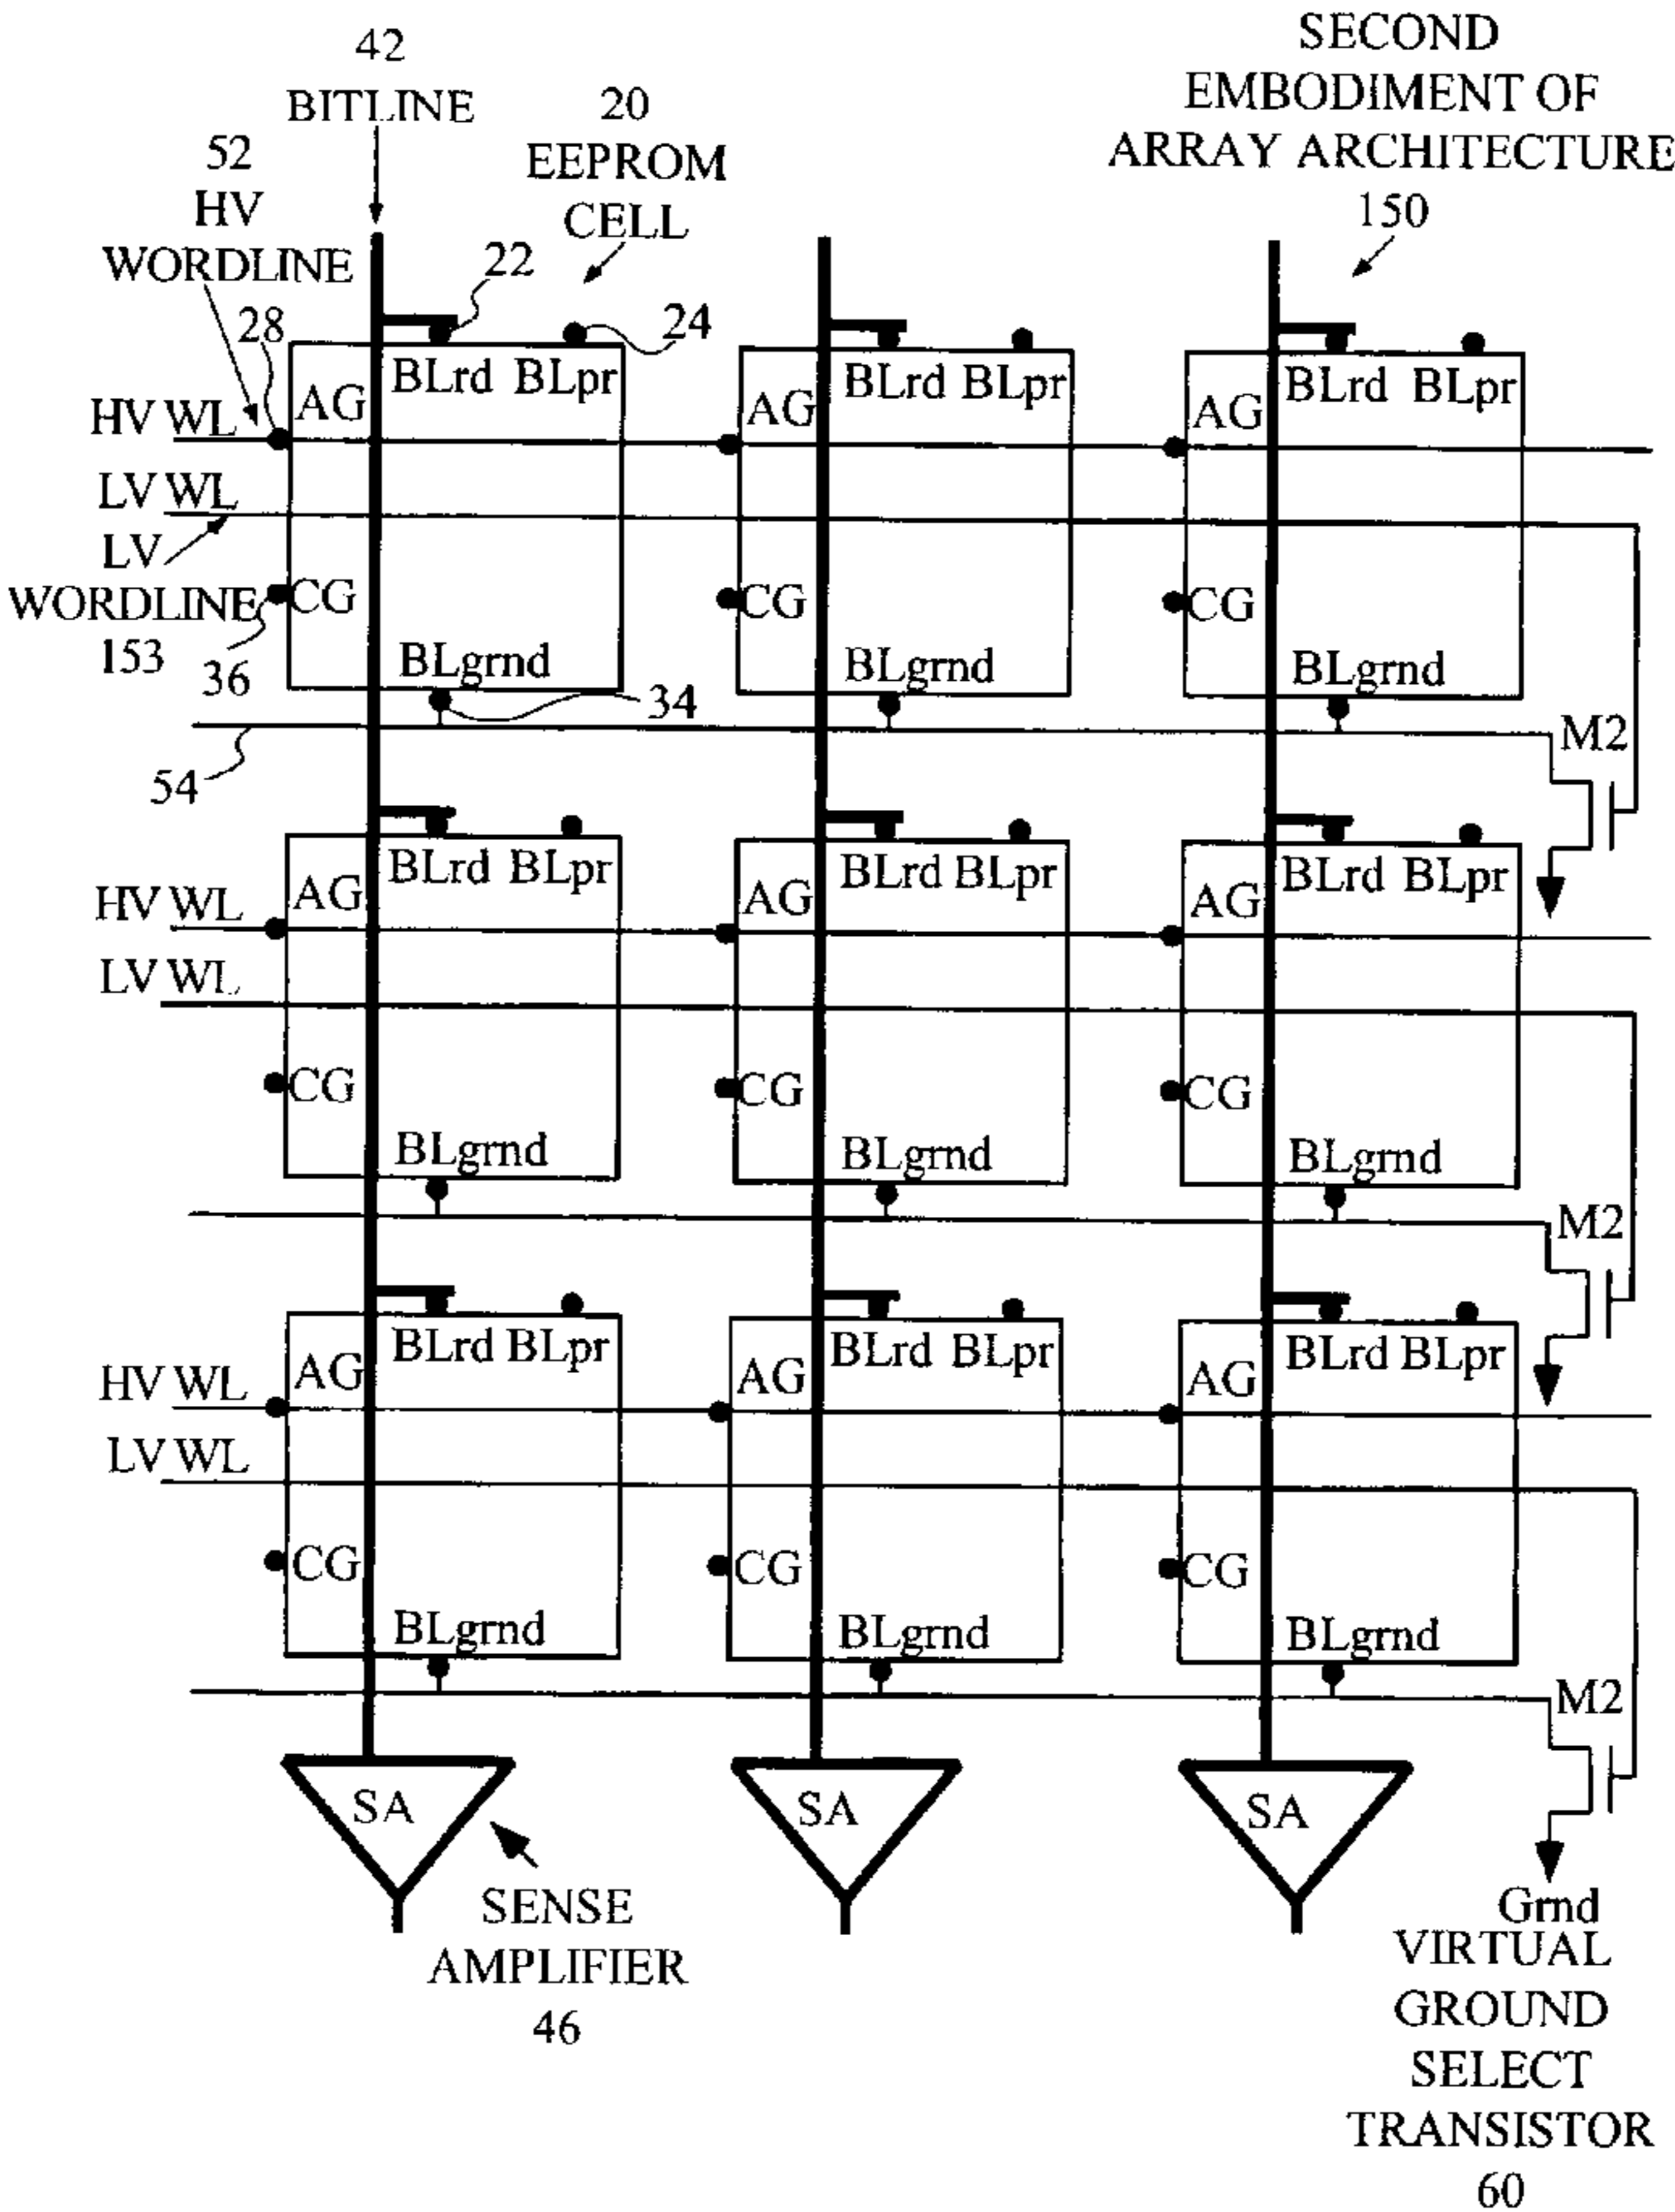 42
BITLINE
20
EEPROM
CELL
SECOND
EMBODIMENT OF
ARRAY ARCHITECTURE
150
52
HV
WORDLINE
28
22
24
BLrd BLpr
AG
BLrd BLpr
AG
BLrd BLpr
AG
HV WL
LV WL
LV
WORDLINE
153
36
CG
CG
CG
BLgrnd
BLgrnd
BLgrnd
34
54
M2
BLrd BLpr
AG
BLrd BLpr
AG
BLrd BLpr
AG
HV WL
LV WL
CG
CG
CG
BLgrnd
BLgrnd
BLgrnd
M2
BLrd BLpr
AG
BLrd BLpr
AG
BLrd BLpr
AG
HV WL
LV WL
CG
CG
CG
BLgrnd
BLgrnd
BLgrnd
M2
SA
SA
SA
SENSE
AMPLIFIER
46
Grnd
VIRTUAL
GROUND
SELECT
TRANSISTOR
60